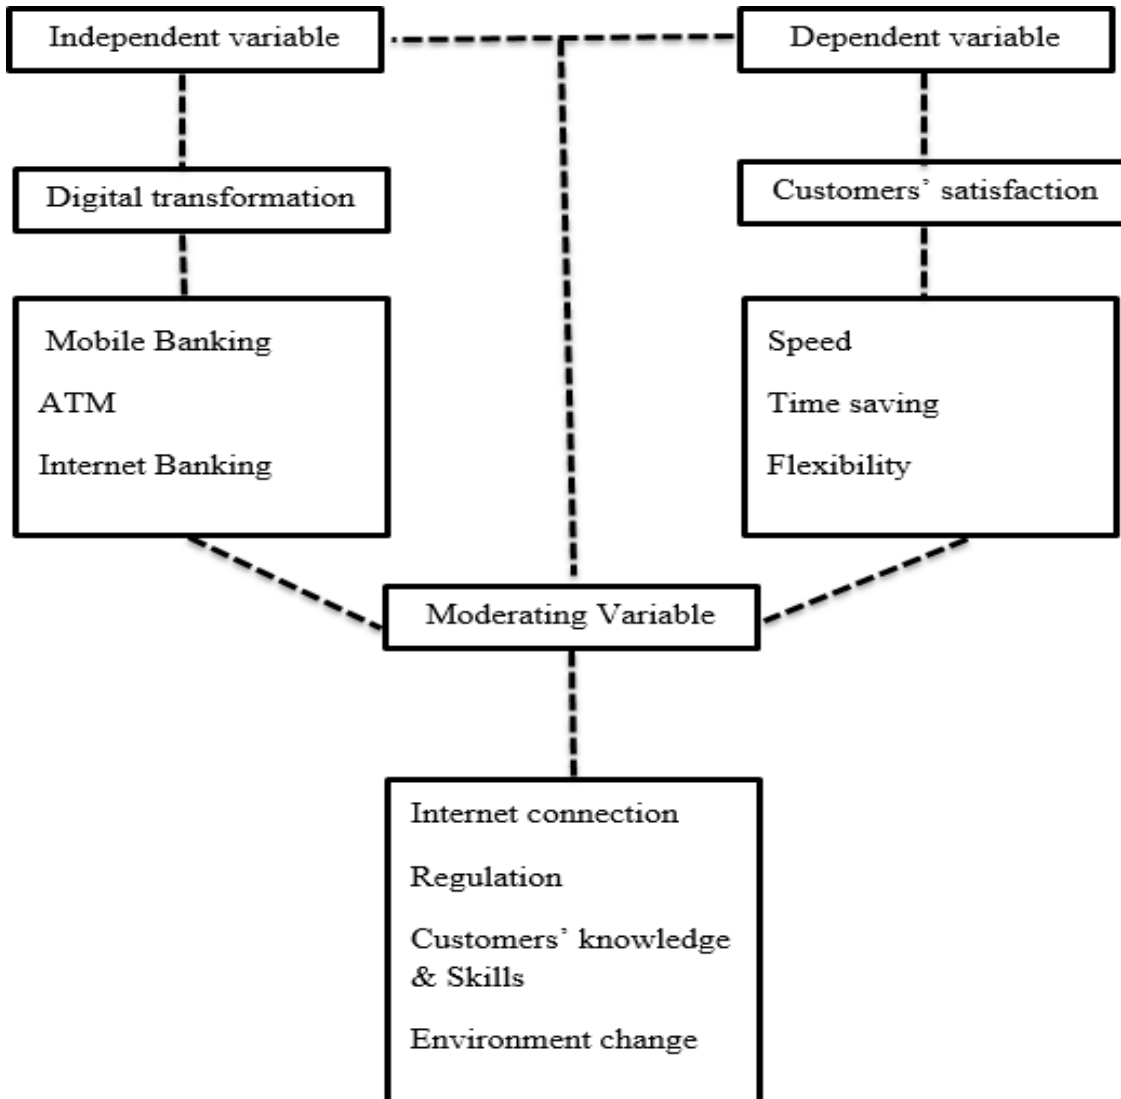 Independent variable
Dependent variable
Digital transformation
Customers’ satisfaction
Mobile Banking
ATM
Internet Banking
Speed
Time saving
Flexibility
Moderating Variable
Internet connection
Regulation
Customers’ knowledge
& Skills
Environment change